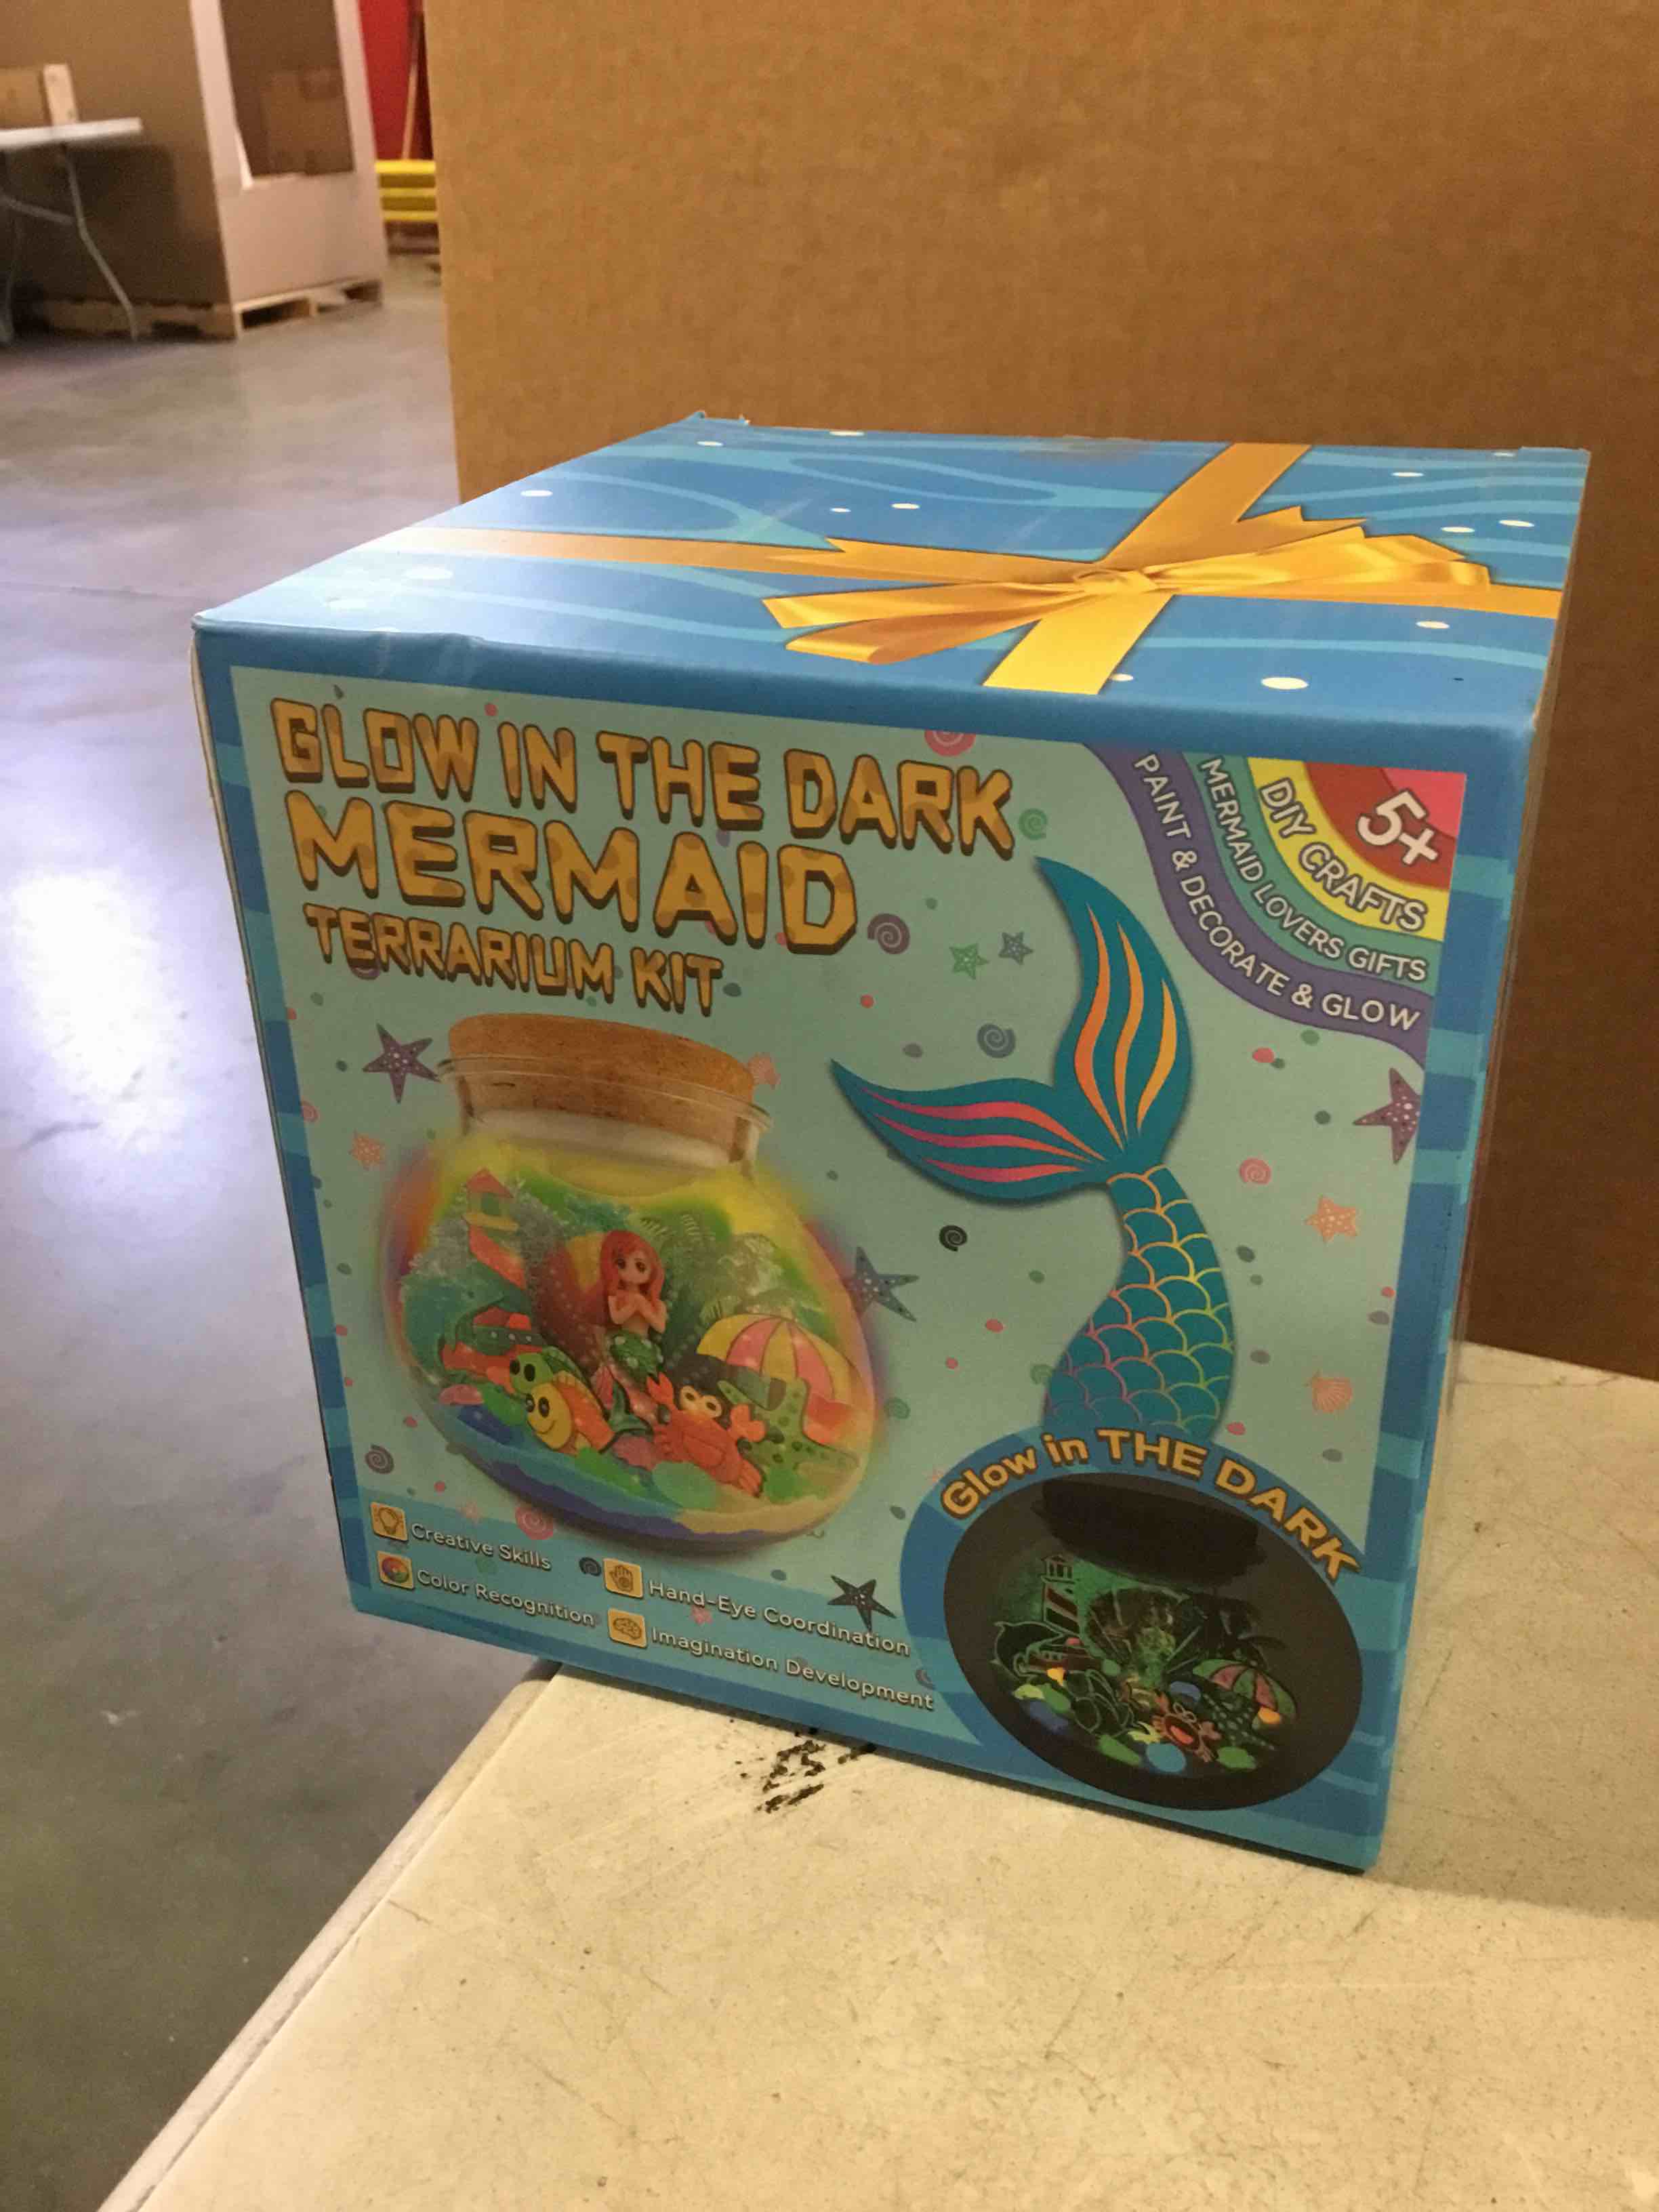 GLOW IN THE DARK
MERMAID
TERRARIUM KIT
5+
DIY CRAFTS
MERMAID LOVERS GIFTS
PAINT & DECORATE & GLOW
Glow in THE DARK
Creative Skills
Hand-Eye Coordination
Color Recognition
Imagination Development